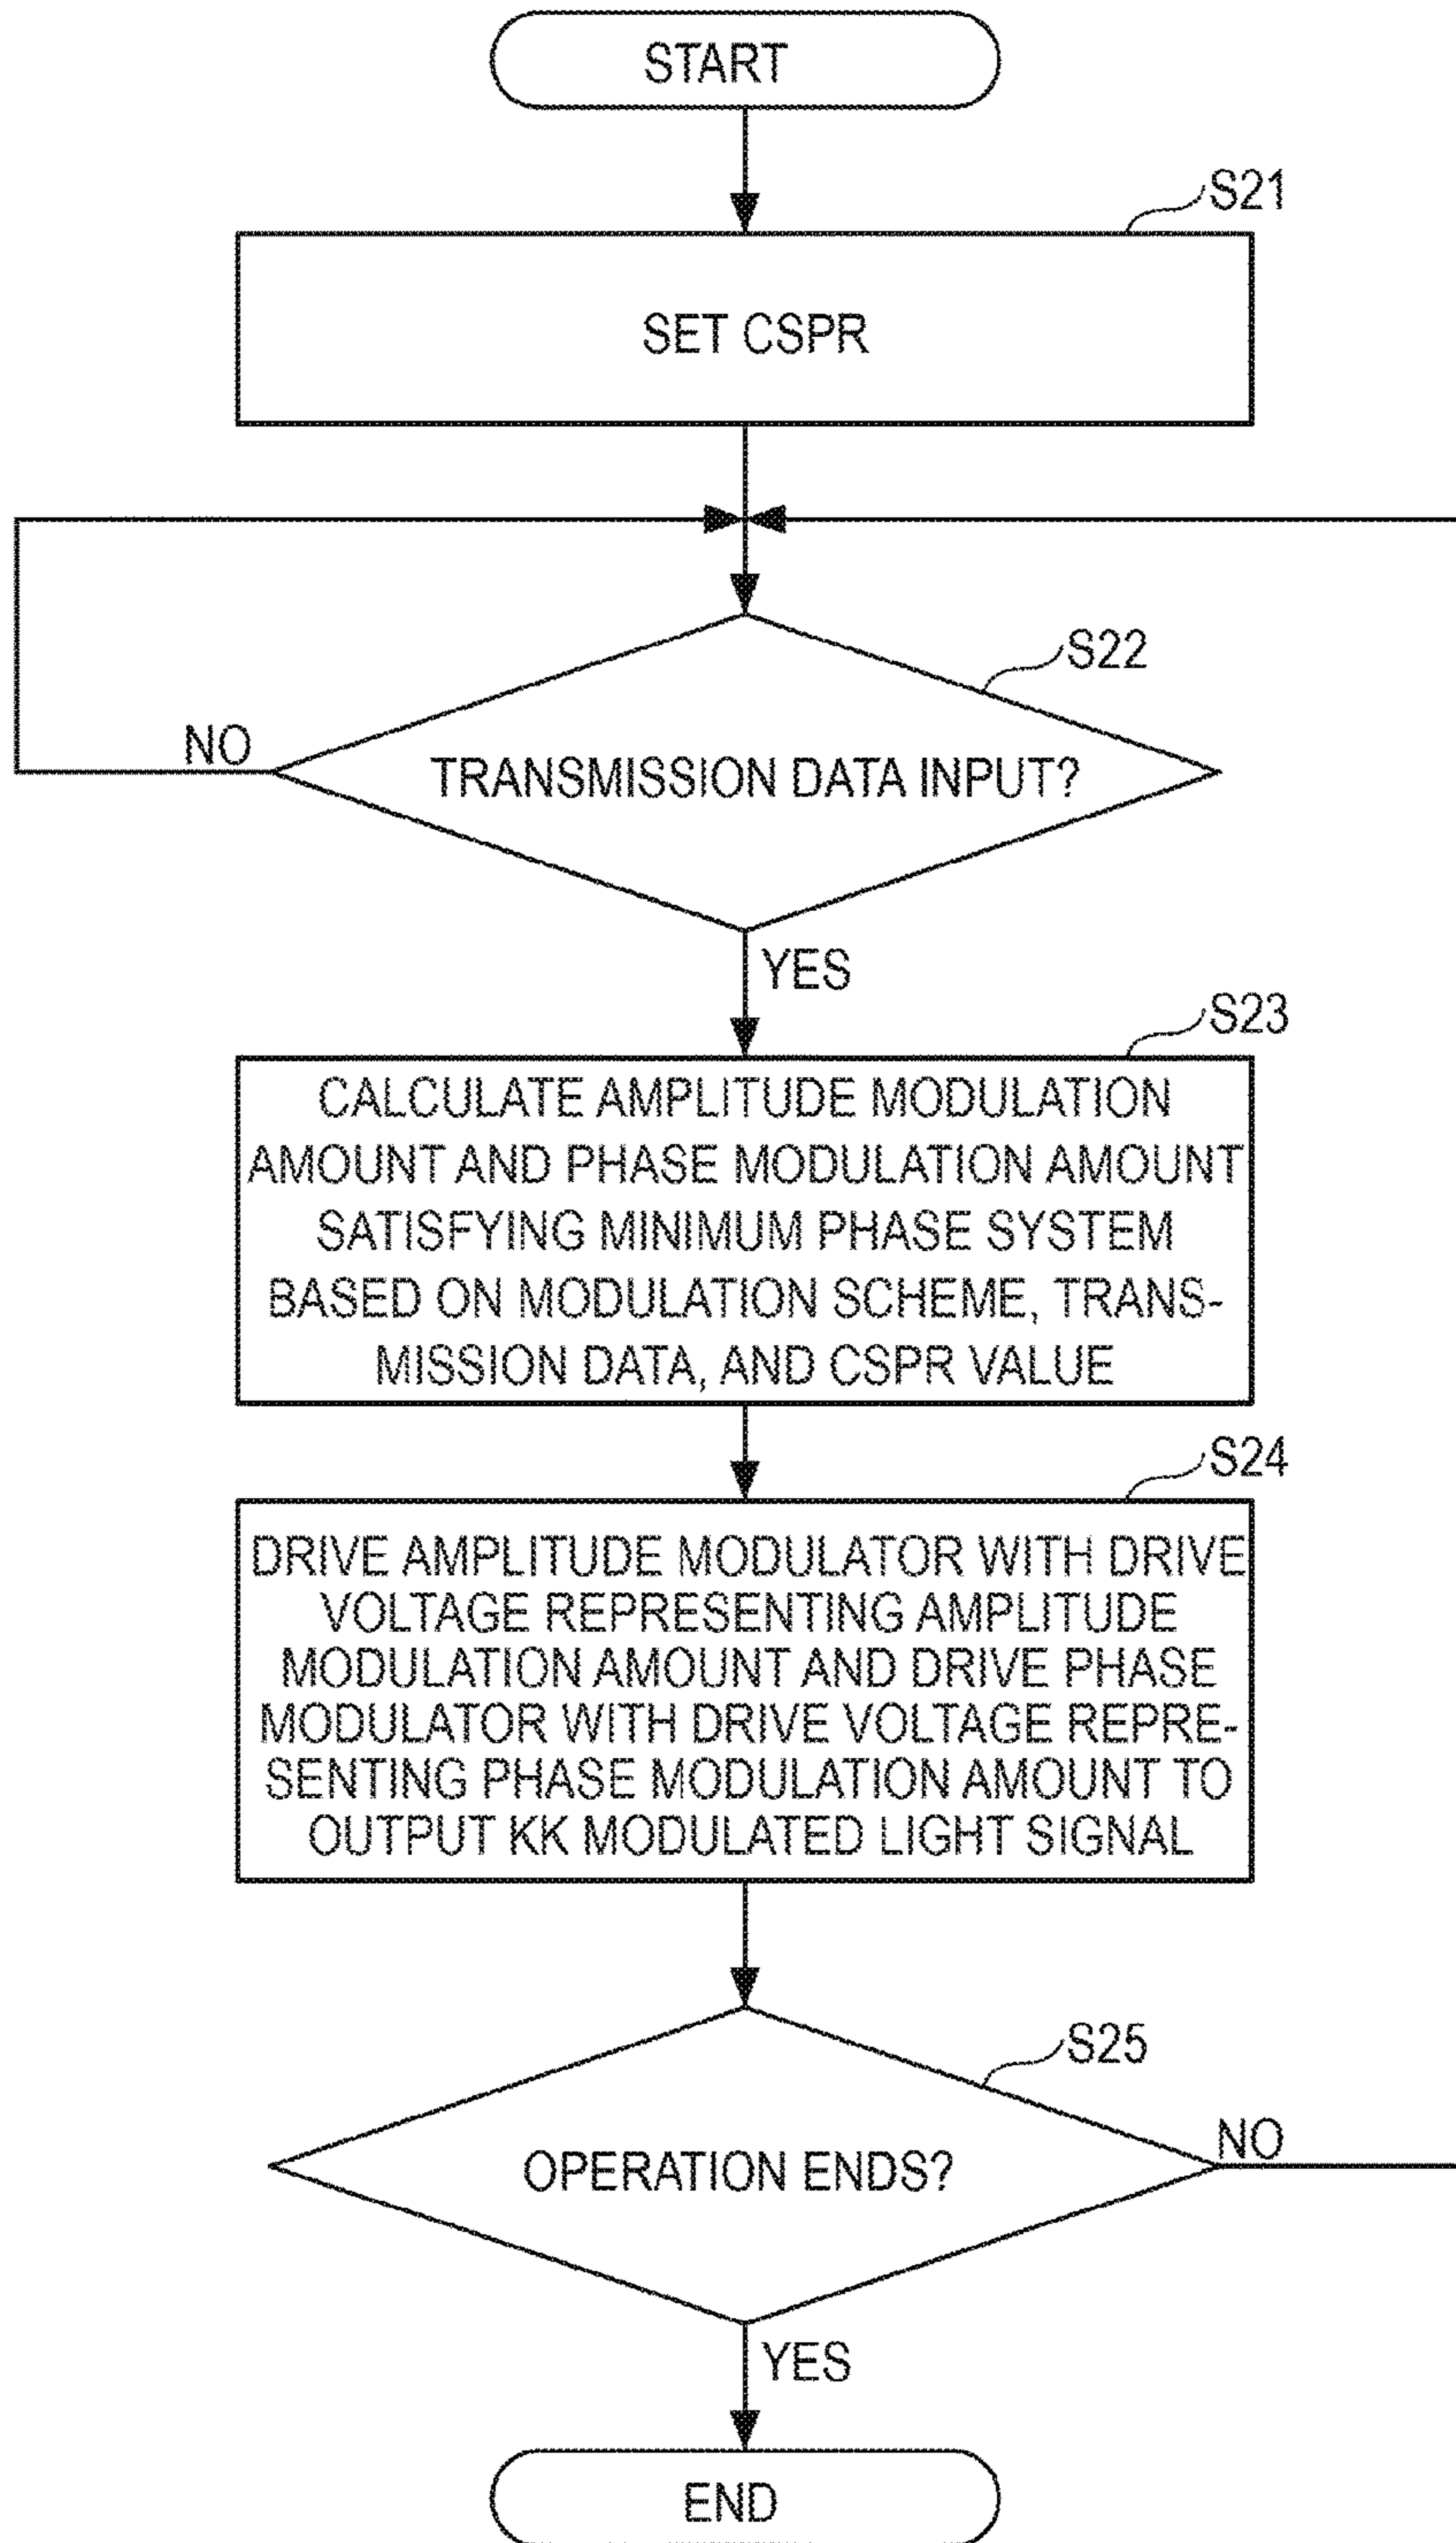 START
S21
SET CSPR
S22
NO
TRANSMISSION DATA INPUT?
YES
S23
CALCULATE AMPLITUDE MODULATION
AMOUNT AND PHASE MODULATION AMOUNT
SATISFYING MINIMUM PHASE SYSTEM
BASED ON MODULATION SCHEME, TRANS-
MISSION DATA, AND CSPR VALUE
S24
DRIVE AMPLITUDE MODULATOR WITH DRIVE
VOLTAGE REPRESENTING AMPLITUDE
MODULATION AMOUNT AND DRIVE PHASE
MODULATOR WITH DRIVE VOLTAGE REPRE-
SENTING PHASE MODULATION AMOUNT TO
OUTPUT KK MODULATED LIGHT SIGNAL
S25
NO
OPERATION ENDS?
YES
END